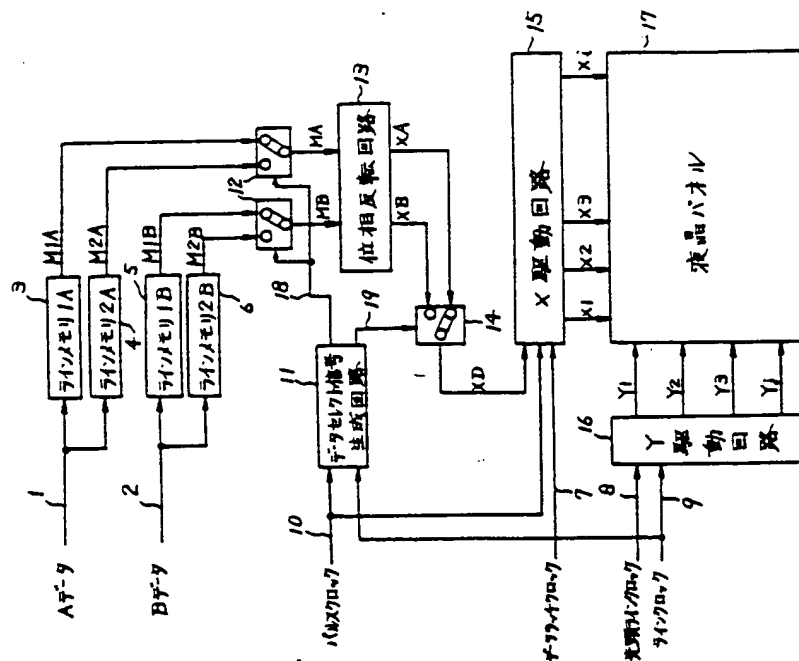 1
Aデータ
2
Bデータ
3
ラインメモリ1A
ラインメモリ2A
4
5
ラインメモリ1B
ラインメモリ2B
6
M1A
M2A
M1B
M2B
12
12
MA
MB
13
位相反転回路
XA
XB
18
19
11
データセレクト信号
生成回路
10
パルスクロック
14
1
XD
15
X駆動回路
7
データラッチクロック
X1
X2
X3
Xi
17
液晶パネル
16
Y駆動回路
Y1
Y2
Y3
Yj
8
先頭ラインクロック
9
ラインクロック